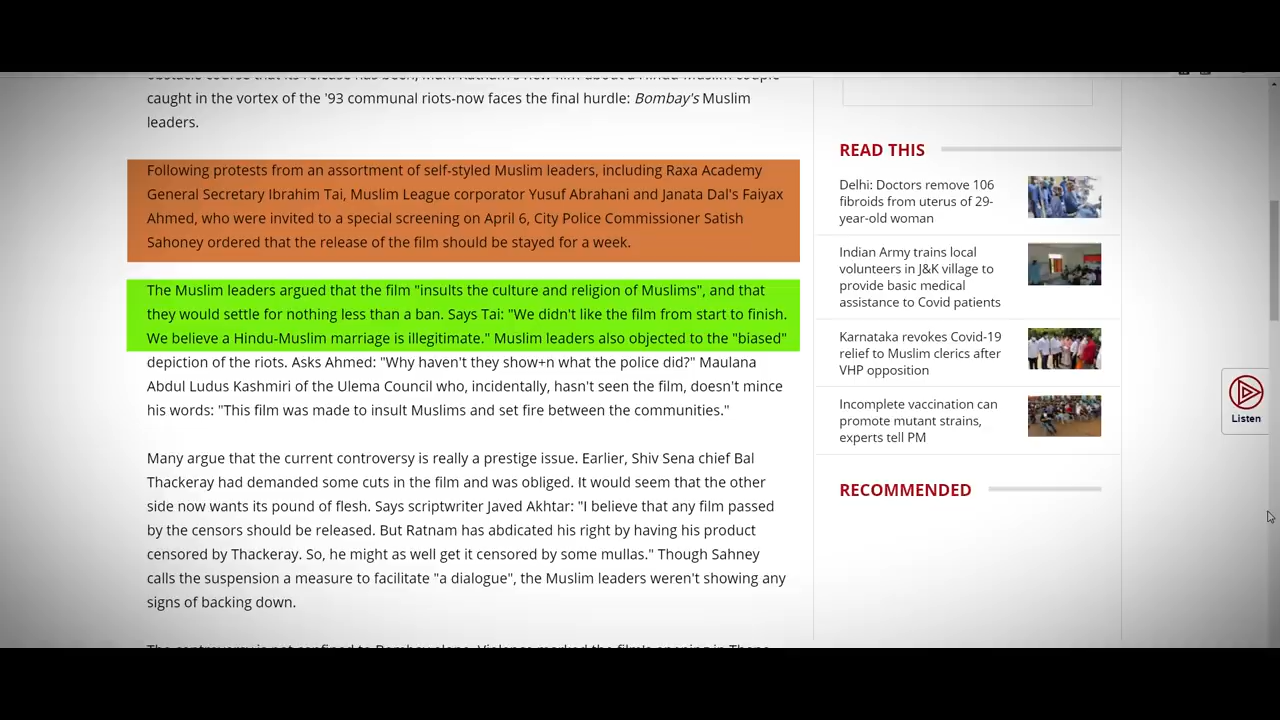 caught in the vortex of the '93 communal riots-now faces the final hurdle: Bombay's Muslim
leaders.
Following protests from an assortment of self-styled Muslim leaders, including Raxa Academy
General Secretary Ibrahim Tai, Muslim League corporator Yusuf Abrahani and Janata Dal's Faiyax
Ahmed, who were invited to a special screening on April 6, City Police Commissioner Satish
Sahoney ordered that the release of the film should be stayed for a week.
The Muslim leaders argued that the film "insults the culture and religion of Muslims", and that
they would settle for nothing less than a ban. Says Tai: "We didn't like the film from start to finish.
We believe a Hindu-Muslim marriage is illegitimate." Muslim leaders also objected to the "biased"
depiction of the riots. Asks Ahmed: "Why haven't they show+n what the police did?" Maulana
Abdul Ludus Kashmiri of the Ulema Council who, incidentally, hasn't seen the film, doesn't mince
his words: "This film was made to insult Muslims and set fire between the communities."
Many argue that the current controversy is really a prestige issue. Earlier, Shiv Sena chief Bal
Thackeray had demanded some cuts in the film and was obliged. It would seem that the other
side now wants its pound of flesh. Says scriptwriter Javed Akhtar: "I believe that any film passed
by the censors should be released. But Ratnam has abdicated his right by having his product
censored by Thackeray. So, he might as well get it censored by some mullas." Though Sahney
calls the suspension a measure to facilitate "a dialogue", the Muslim leaders weren't showing any
signs of backing down.
READ THIS
Delhi: Doctors remove 106
fibroids from uterus of 29-
year-old woman
Indian Army trains local
volunteers in J&K village to
provide basic medical
assistance to Covid patients
Karnataka revokes Covid-19
relief to Muslim clerics after
VHP opposition
Incomplete vaccination can
promote mutant strains,
experts tell PM
RECOMMENDED
Listen